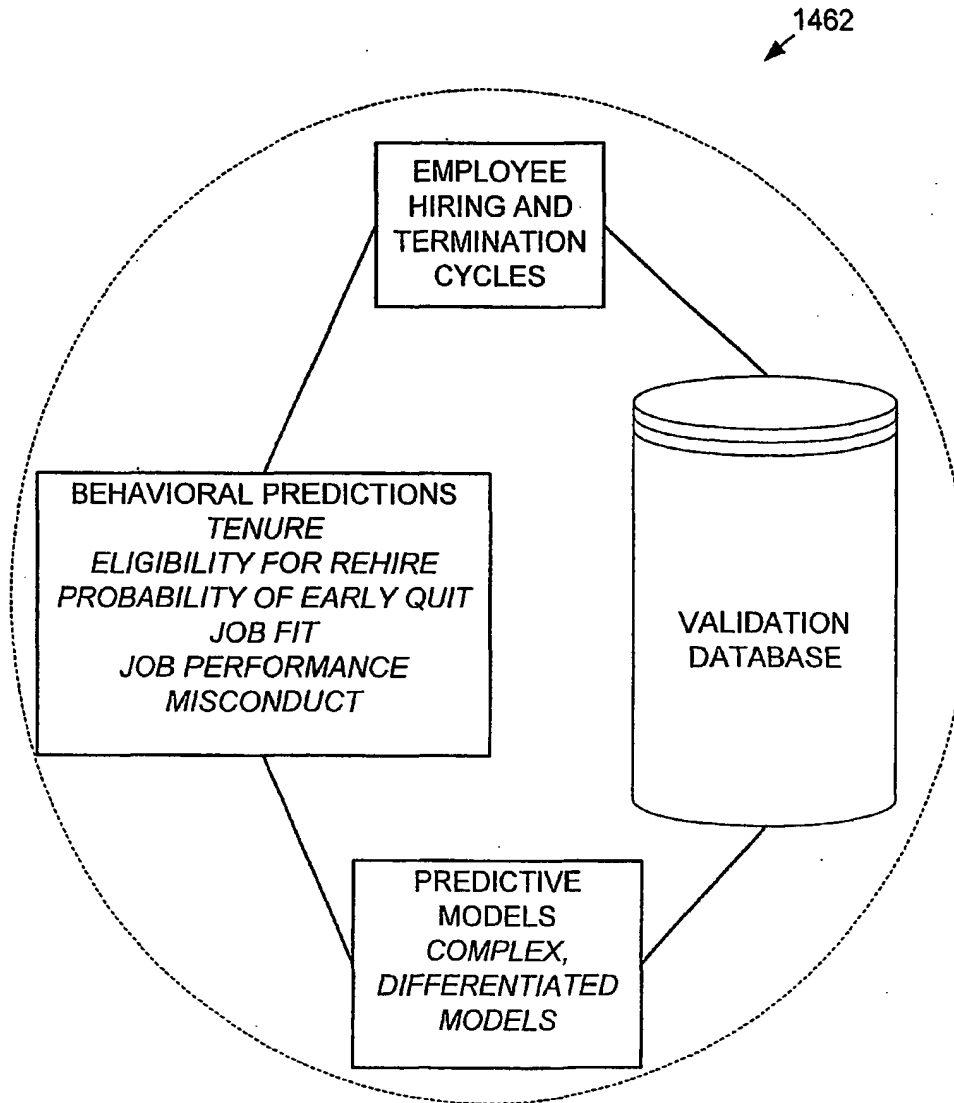 1462
EMPLOYEE
HIRING AND
TERMINATION
CYCLES
BEHAVIORAL PREDICTIONS
TENURE
ELIGIBILITY FOR REHIRE
PROBABILITY OF EARLY QUIT
JOB FIT
JOB PERFORMANCE
MISCONDUCT
VALIDATION
DATABASE
PREDICTIVE
MODELS
COMPLEX,
DIFFERENTIATED
MODELS